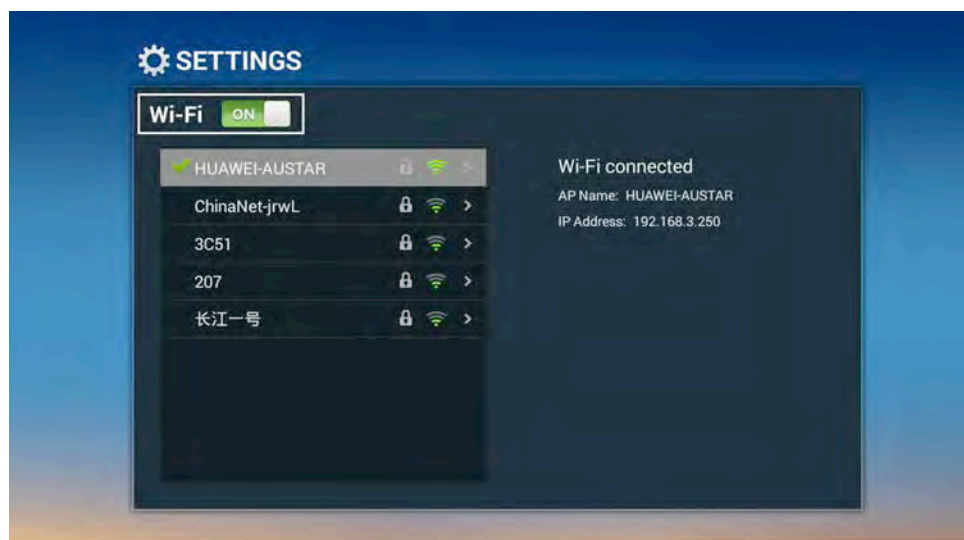 SETTINGS
Wi-Fi ON
HUAWEI-AUSTAR
ChinaNet-jrwL
3C51
207
长江一号
Wi-Fi connected
AP Name: HUAWEI-AUSTAR
IP Address: 192.168.3.250